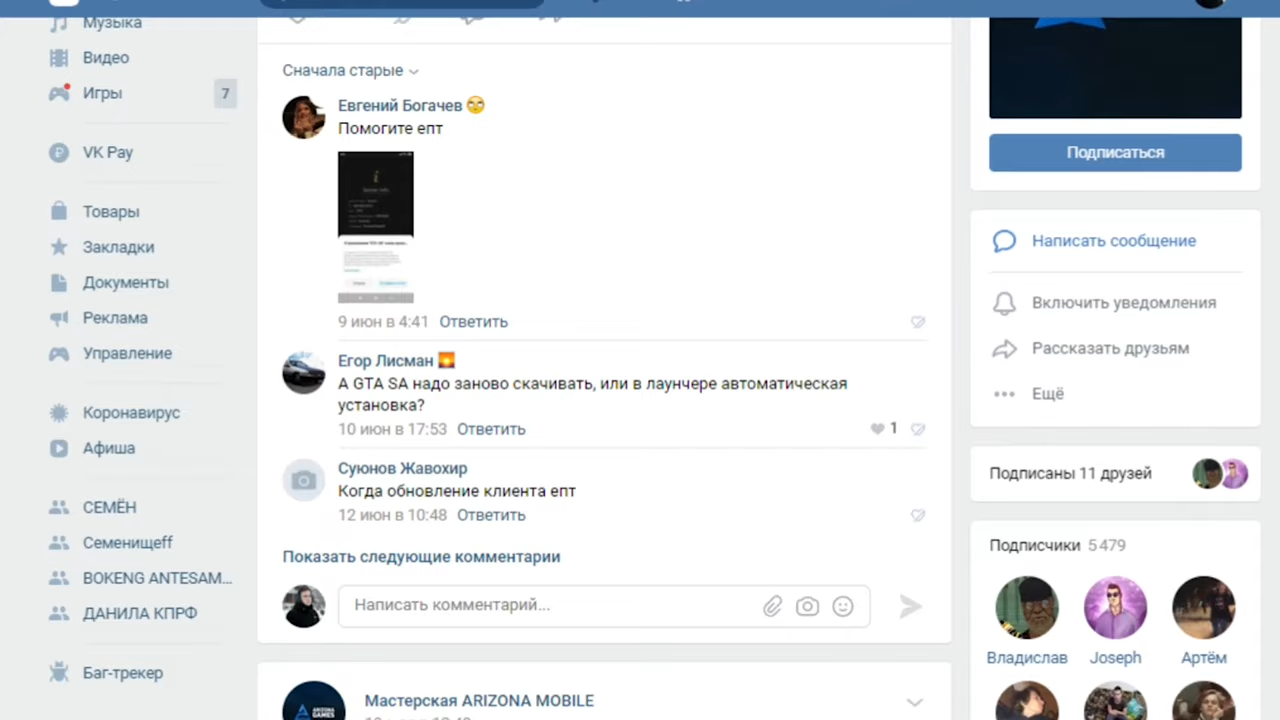 Музыка
Видео
Игры
7
VK Pay
Товары
Закладки
Документы
Реклама
Управление
Коронавирус
Афиша
СЕМЁН
Семенищеff
BOKENG ANTESAM...
ДАНИЛА КПРФ
Баг-трекер
Сначала старые
Евгений Богачев
Помогите епт
9 июн в 4:41 Ответить
Егор Лисман
А GTA SA надо заново скачивать, или в лаунчере автоматическая
установка?
10 июн в 17:53 Ответить
1
Суюнов Жавохир
Когда обновление клиента епт
12 июн в 10:48 Ответить
Показать следующие комментарии
Написать комментарий...
Мастерская ARIZONA MOBILE
ARIZONA
GAMES
Подписаться
Написать сообщение
Включить уведомления
Рассказать друзьям
Ещё
Подписаны 11 друзей
Подписчики 5 479
Владислав
Joseph
Артём